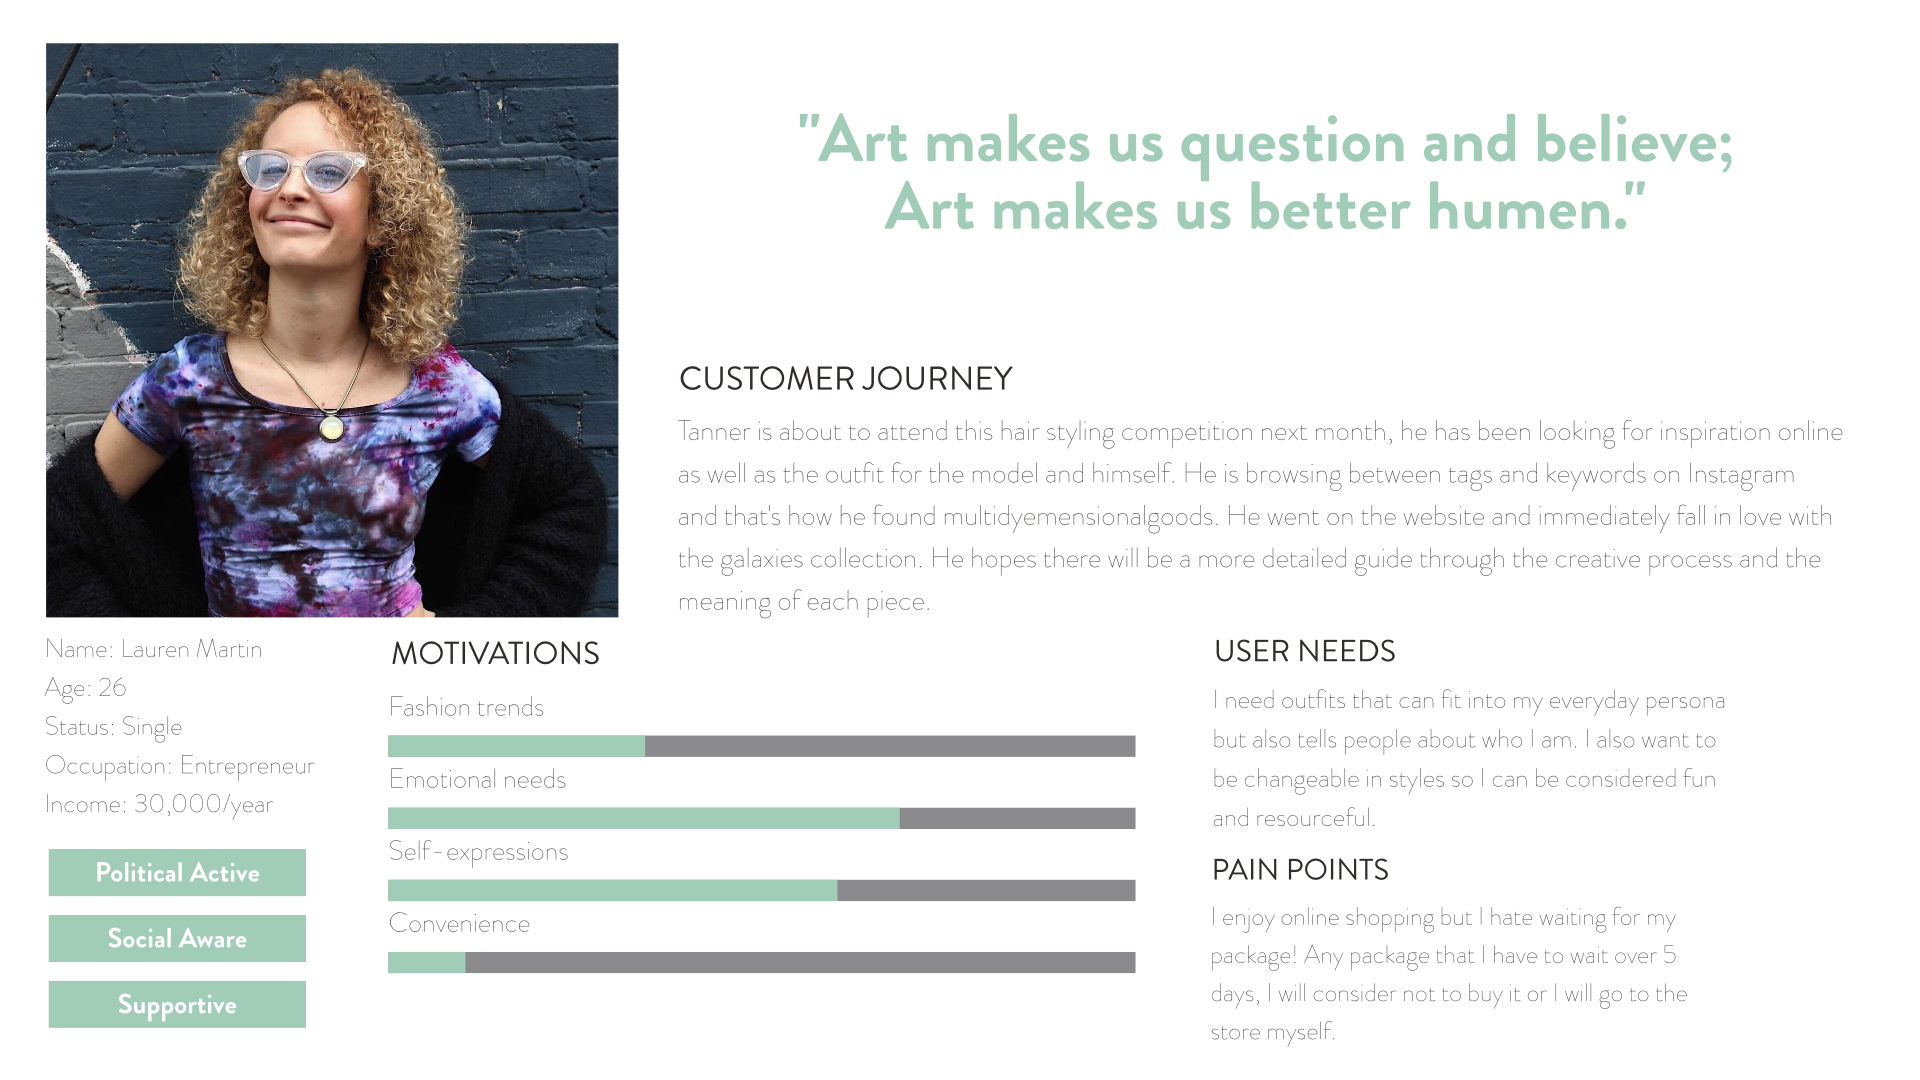 "Art makes us question and believe;
Art makes us better humen."
CUSTOMER JOURNEY
Tanner is about to attend this hair styling competition next month, he has been looking for inspiration online
as well as the outfit for the model and himself. He is browsing between tags and keywords on Instagram
and that's how he found multidyemensionalgoods. He went on the website and immediately fall in love with
the galaxies collection. He hopes there will be a more detailed guide through the creative process and the
meaning of each piece.
Name: Lauren Martin
Age: 26
Status: Single
Occupation: Entrepreneur
Income: 30,000/year
Political Active
Social Aware
Supportive
MOTIVATIONS
Fashion trends
Emotional needs
Self-expressions
Convenience
USER NEEDS
I need outfits that can fit into my everyday persona
but also tells people about who I am. I also want to
be changeable in styles so I can be considered fun
and resourceful.
PAIN POINTS
I enjoy online shopping but I hate waiting for my
package! Any package that I have to wait over 5
days, I will consider not to buy it or I will go to the
store myself.